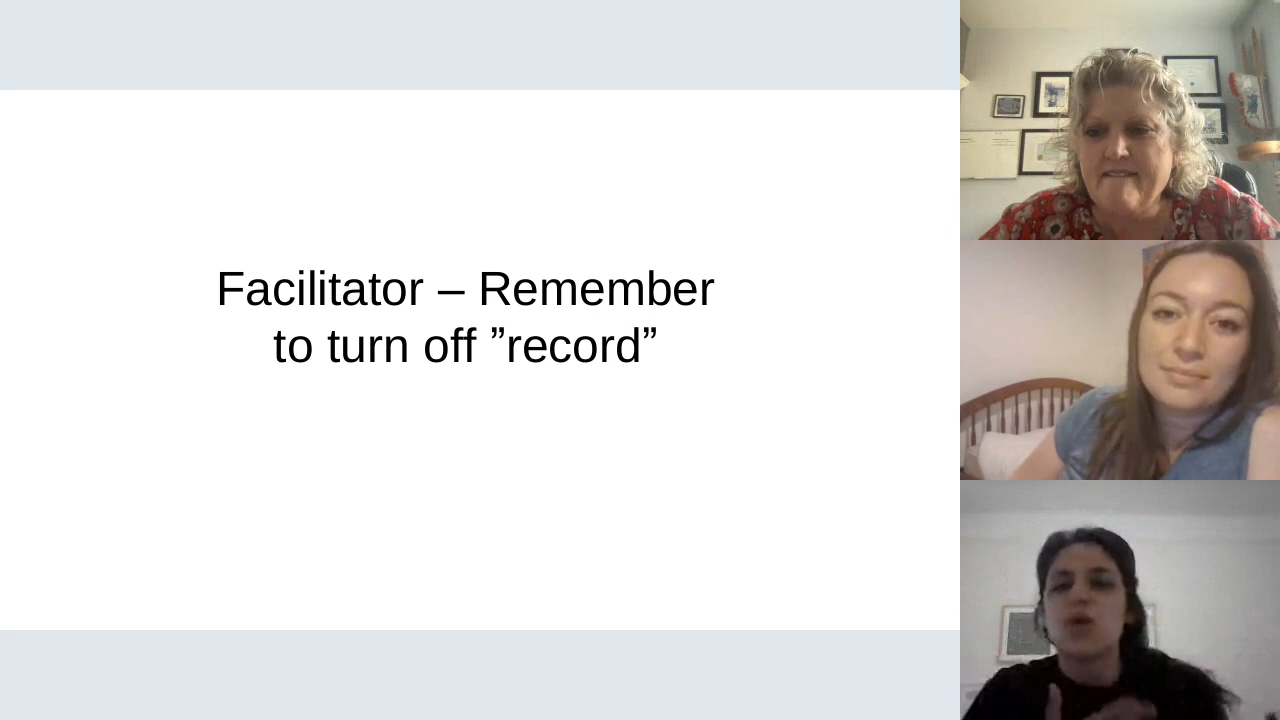 Facilitator – Remember
to turn off ”record”